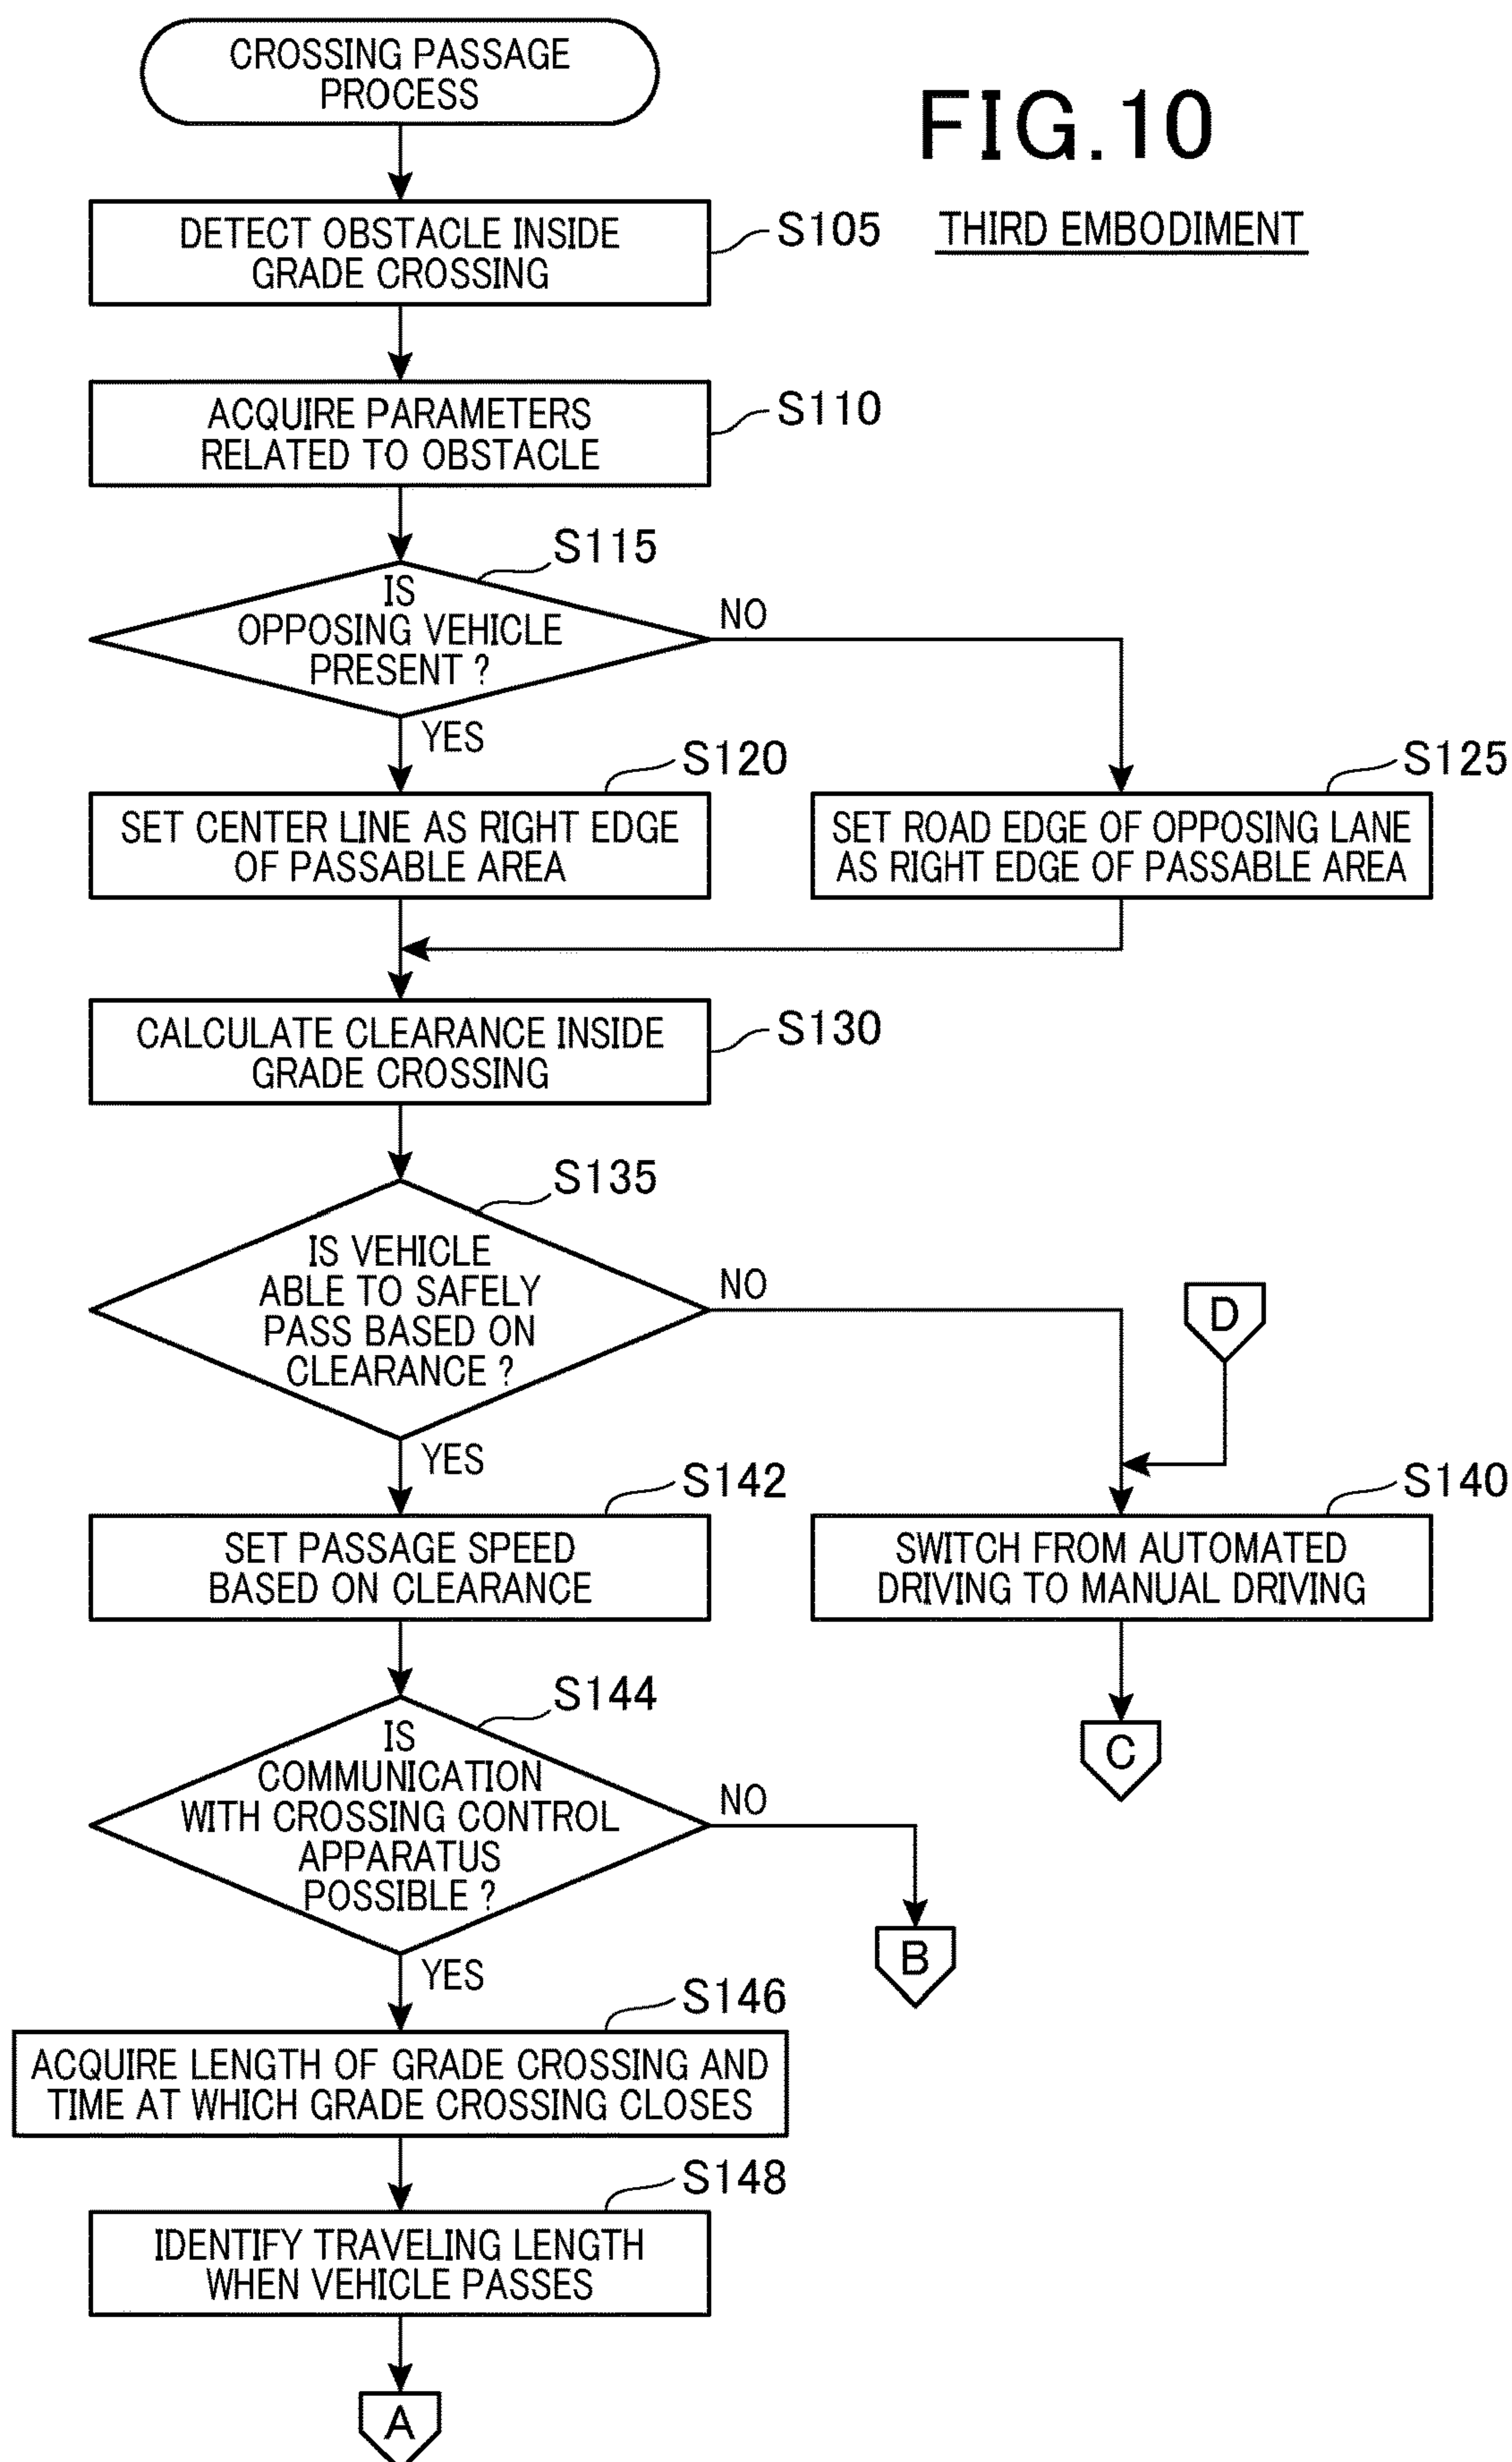 CROSSING PASSAGE
PROCESS
FIG.10
THIRD EMBODIMENT
DETECT OBSTACLE INSIDE
GRADE CROSSING
S105
ACQUIRE PARAMETERS
RELATED TO OBSTACLE
S110
S115
IS
OPPOSING VEHICLE
PRESENT ?
NO
YES
S120
SET CENTER LINE AS RIGHT EDGE
OF PASSABLE AREA
S125
SET ROAD EDGE OF OPPOSING LANE
AS RIGHT EDGE OF PASSABLE AREA
CALCULATE CLEARANCE INSIDE
GRADE CROSSING
S130
S135
IS VEHICLE
ABLE TO SAFELY
PASS BASED ON
CLEARANCE ?
NO
D
YES
S142
SET PASSAGE SPEED
BASED ON CLEARANCE
S140
SWITCH FROM AUTOMATED
DRIVING TO MANUAL DRIVING
C
S144
IS
COMMUNICATION
WITH CROSSING CONTROL
APPARATUS
POSSIBLE ?
NO
B
YES
S146
ACQUIRE LENGTH OF GRADE CROSSING AND
TIME AT WHICH GRADE CROSSING CLOSES
S148
IDENTIFY TRAVELING LENGTH
WHEN VEHICLE PASSES
A